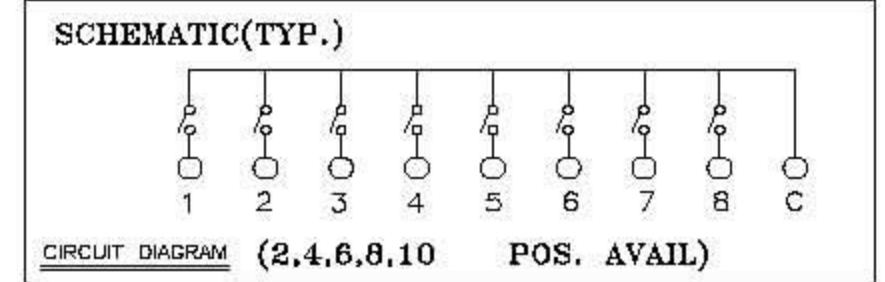 SCHEMATIC(TYP.)
1 2 3 4 5 6 7 8 C
CIRCUIT DIAGRAM (2,4,6,8,10 POS. AVAIL)